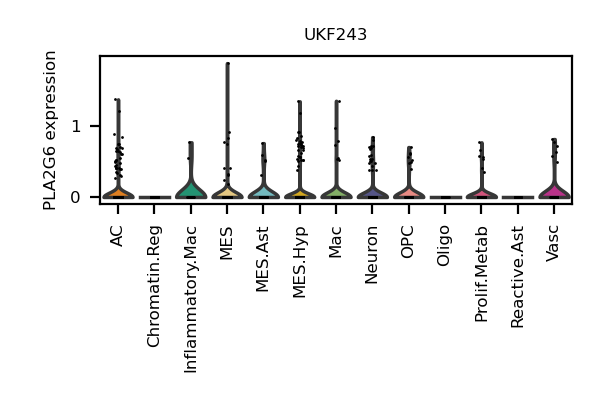 UKF243
PLA2G6 expression
1
0
AC
Chromatin.Reg
Inflammatory.Mac
MES
MES.Ast
MES.Hyp
Mac
Neuron
OPC
Oligo
Prolif.Metab
Reactive.Ast
Vasc